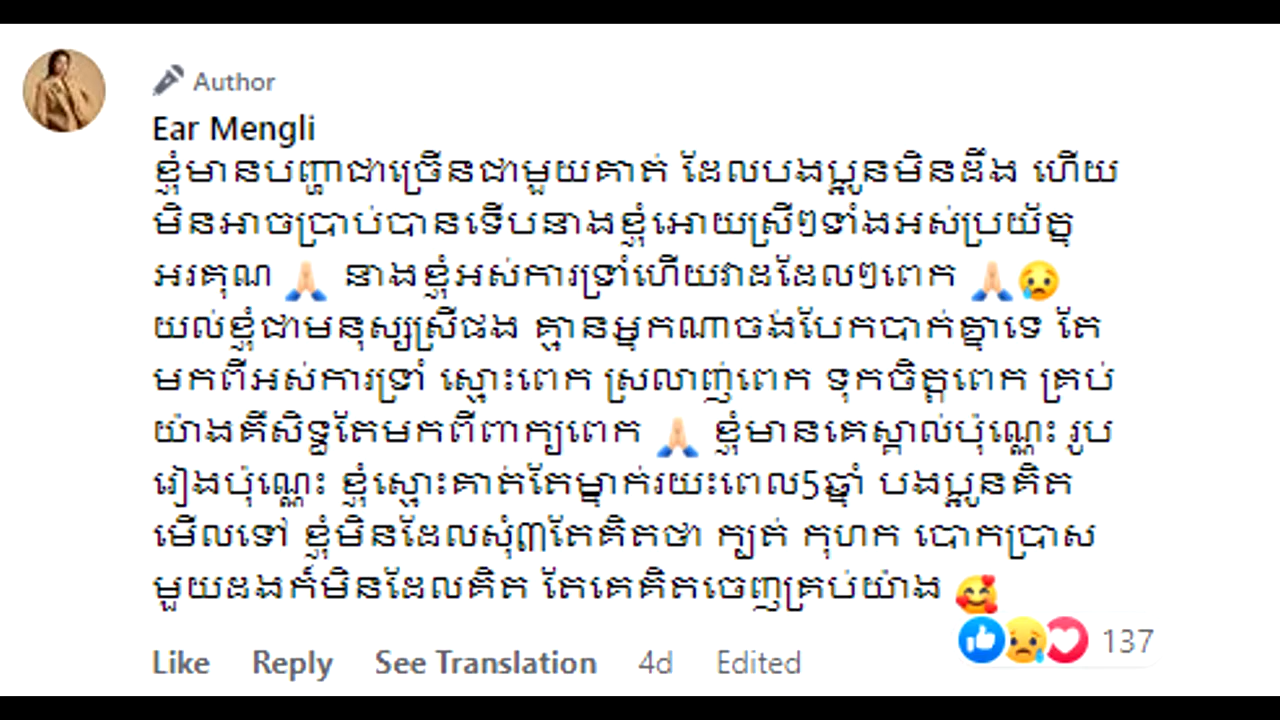 Author
Ear Mengli
ខ្ញុំមានបញ្ហាជាច្រើនជាមួយគាត់ ដែលបងប្អូនមិនដឹង ហើយ
មិនអាចប្រាប់បានទើបនាងខ្ញុំអោយស្រីៗទាំងអស់ប្រយ័ត្ន
អរគុណ 🙏🏻 នាងខ្ញុំអស់ការទ្រាំហើយវាដដែលៗពេក 🙏🏻😢
យល់ខ្ញុំជាមនុស្សស្រីផង គ្មានអ្នកណាចង់បែកបាក់គ្នាទេ តែ
មកពីអស់ការទ្រាំ ស្មោះពេក ស្រលាញ់ពេក ទុកចិត្តពេក គ្រប់
យ៉ាងគឺសិទ្ធតែមកពីពាក្យពេក 🙏🏻 ខ្ញុំមានគេស្គាល់ប៉ុណ្ណេះ រូប
រៀងប៉ុណ្ណេះ ខ្ញុំស្មោះគាត់តែម្នាក់រយះពេល5ឆ្នាំ បងប្អូនគិត
មើលទៅ ខ្ញុំមិនដែលសុំ៣តែគិតថា ក្បត់ កុហក បោកប្រាស
មួយដងក៍មិនដែលគិត តែគេគិតចេញគ្រប់យ៉ាង 🥰
137
Like Reply See Translation 4d Edited